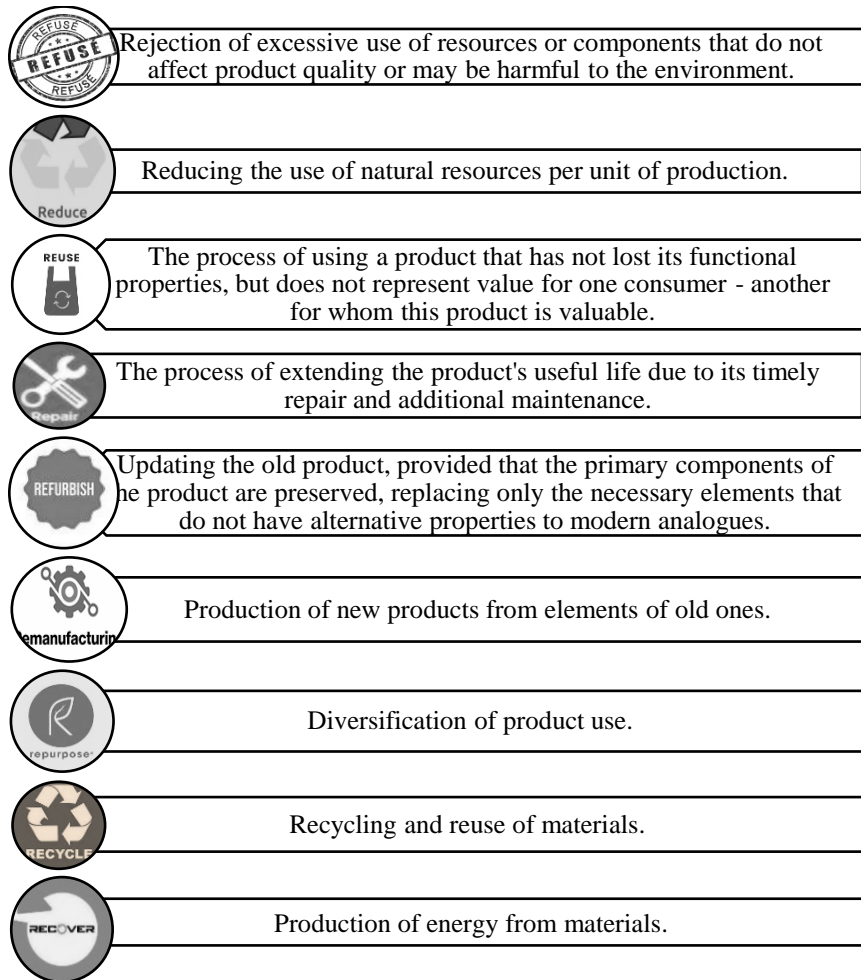 REFUSE
REFUSE
REFUSE
Rejection of excessive use of resources or components that do not
affect product quality or may be harmful to the environment.
Reduce
Reducing the use of natural resources per unit of production.
REUSE
The process of using a product that has not lost its functional
properties, but does not represent value for one consumer - another
for whom this product is valuable.
Repair
The process of extending the product's useful life due to its timely
repair and additional maintenance.
REFURBISH
Updating the old product, provided that the primary components of
he product are preserved, replacing only the necessary elements that
do not have alternative properties to modern analogues.
emanufacturin
Production of new products from elements of old ones.
repurpose
Diversification of product use.
RECYCLE
Recycling and reuse of materials.
RECOVER
Production of energy from materials.